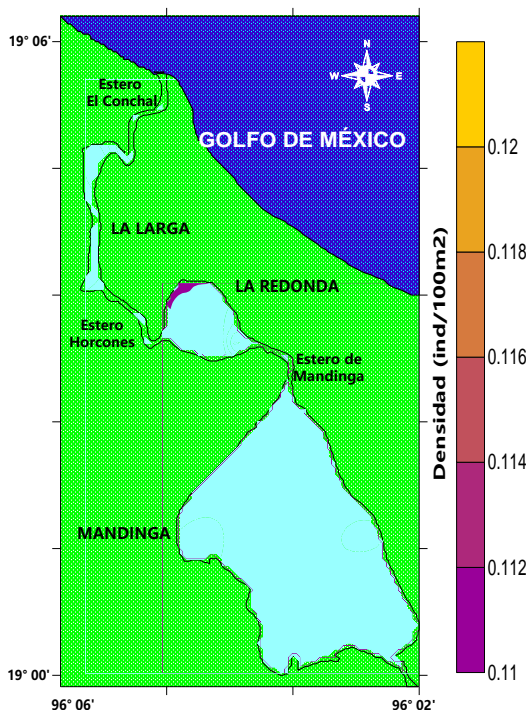 19° 06'
Estero
El Conchal
N
W E
S
GOLFO DE MÉXICO
LA LARGA
LA REDONDA
Estero
Horcones
Estero de
Mandinga
MANDINGA
19° 00'
96° 06'
96° 02'
Densidad (ind/100m2)
0.12
0.118
0.116
0.114
0.112
0.11